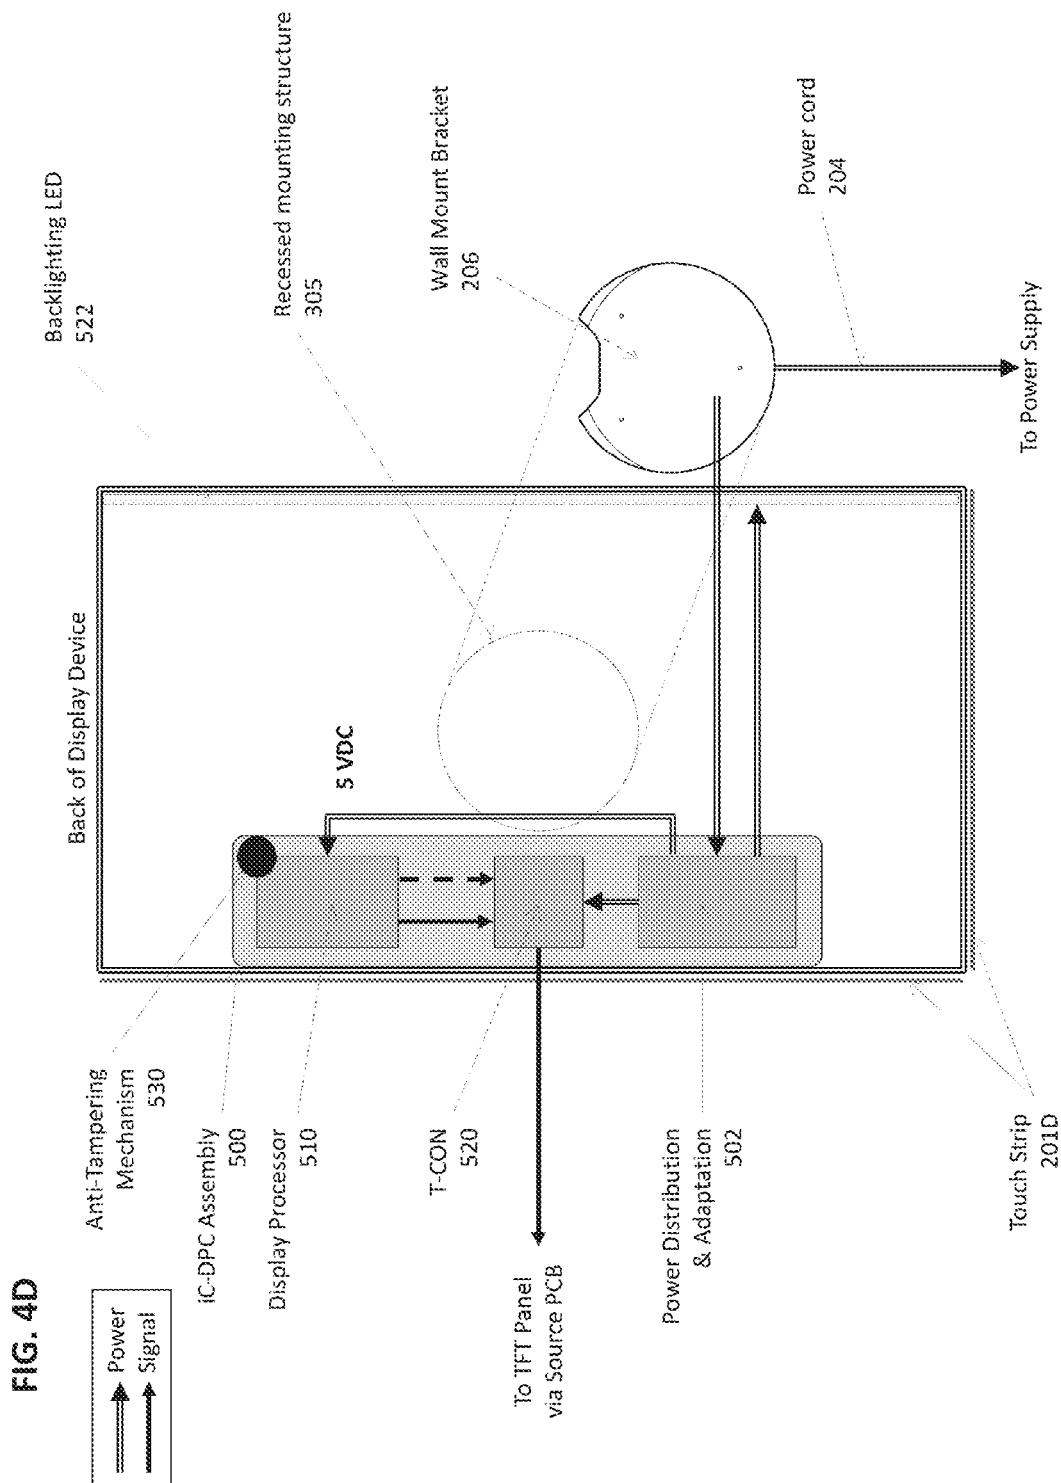 FIG. 4D
Power
Signal
Back of Display Device
Backlighting LED
522
Recessed mounting structure
305
Wall Mount Bracket
206
Power cord
204
To Power Supply
5 VDC
Anti-Tampering
Mechanism
530
iC-DPC Assembly
500
Display Processor
510
T-CON
520
To TFT Panel
via Source PCB
Power Distribution
& Adaptation
502
Touch Strip
201D